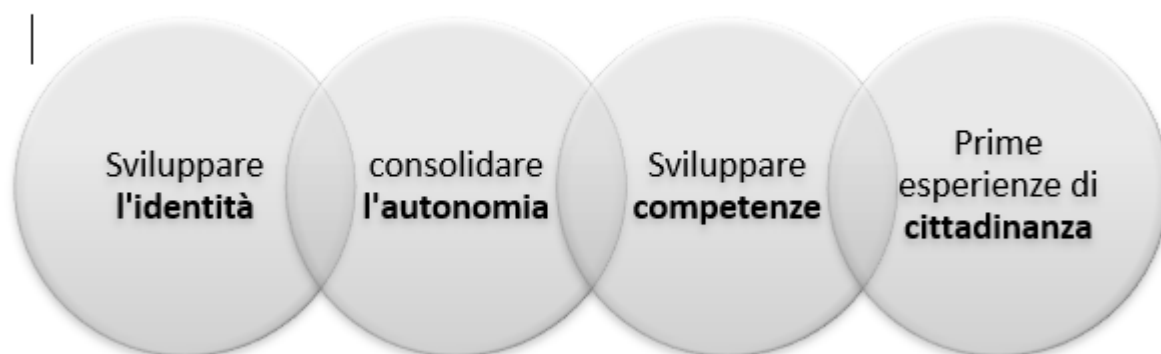 Sviluppare
l'identità
consolidare
l'autonomia
Sviluppare
competenze
Prime
esperienze di
cittadinanza